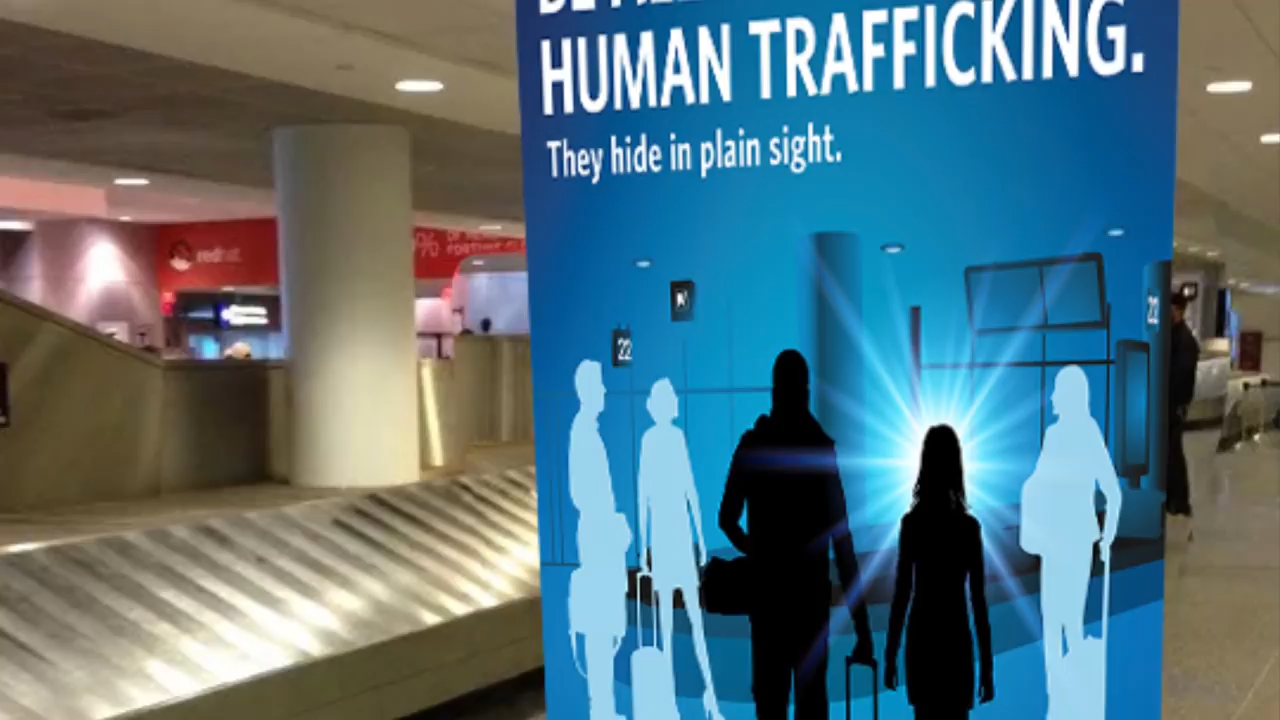 HUMAN TRAFFICKING.
They hide in plain sight.
redhat
%
22
22